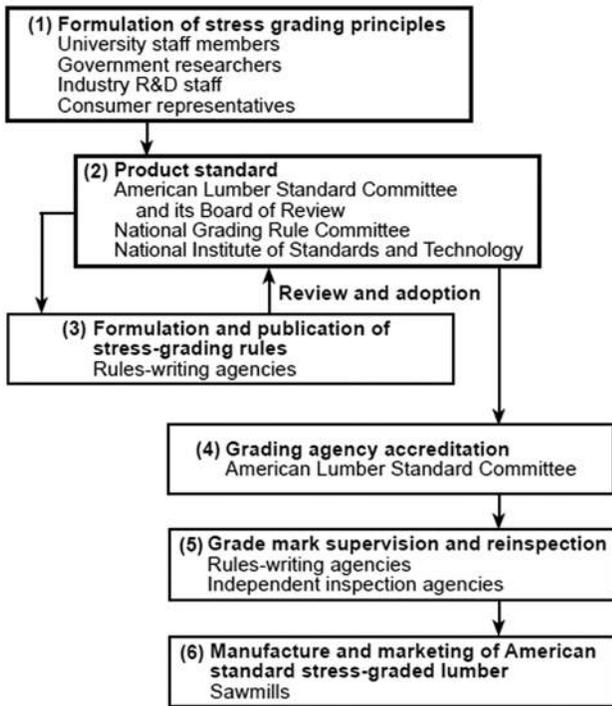 (1) Formulation of stress grading principles
University staff members
Government researchers
Industry R&D staff
Consumer representatives
(2) Product standard
American Lumber Standard Committee
and its Board of Review
National Grading Rule Committee
National Institute of Standards and Technology
Review and adoption
(3) Formulation and publication of
stress-grading rules
Rules-writing agencies
(4) Grading agency accreditation
American Lumber Standard Committee
(5) Grade mark supervision and reinspection
Rules-writing agencies
Independent inspection agencies
(6) Manufacture and marketing of American
standard stress-graded lumber
Sawmills